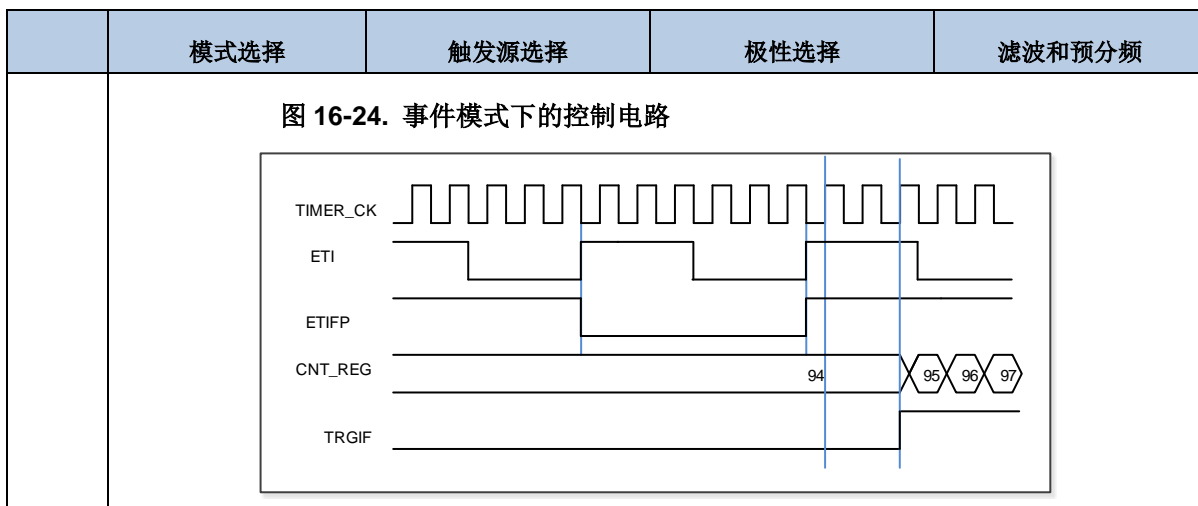 模式选择 触发源选择 极性选择 滤波和预分频
图 16-24. 事件模式下的控制电路
TIMER_CK
ETI
ETIFP
CNT_REG 94 95 96 97
TRGIF